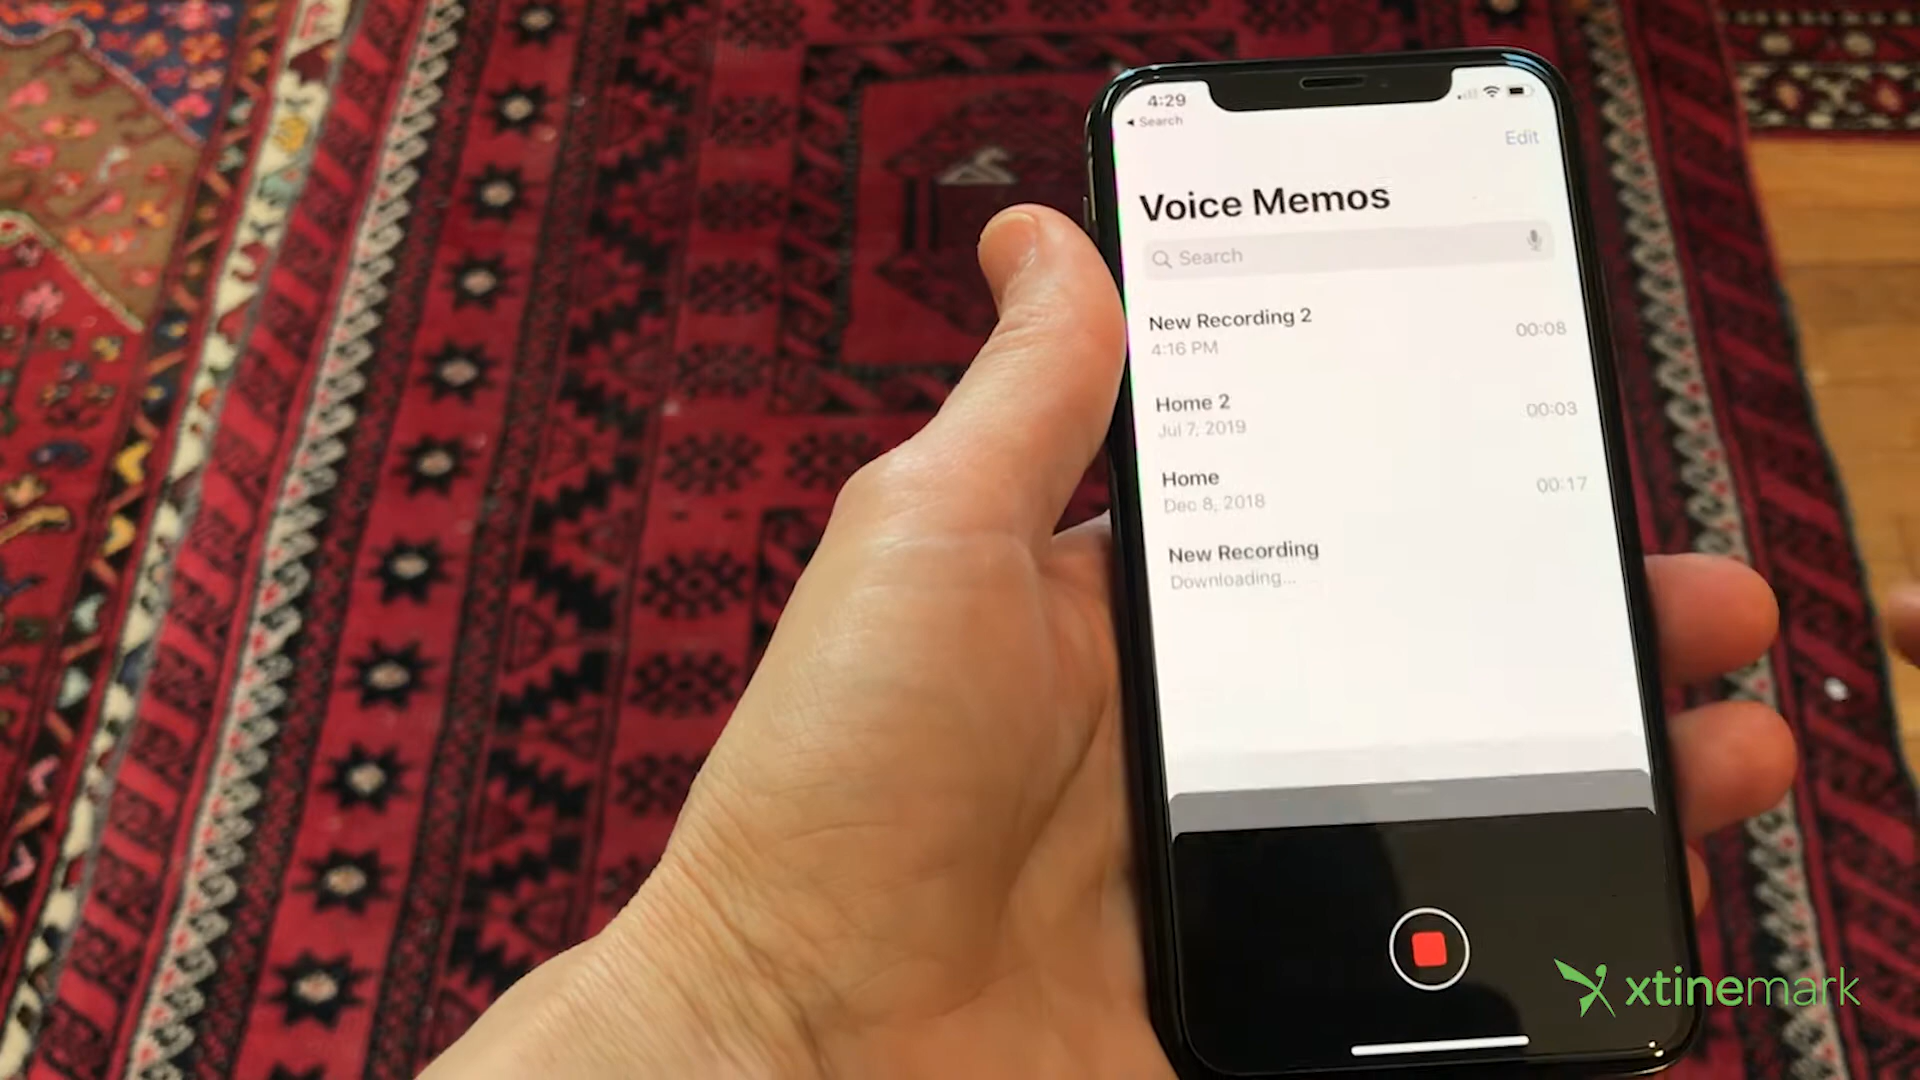 4:29
◄ Search
Edit
Voice Memos
Search
New Recording 2
4:16 PM
00:08
Home 2
Jul 7, 2019
00:03
Home
Dec 8, 2018
00:17
New Recording
Downloading...
xtinemark